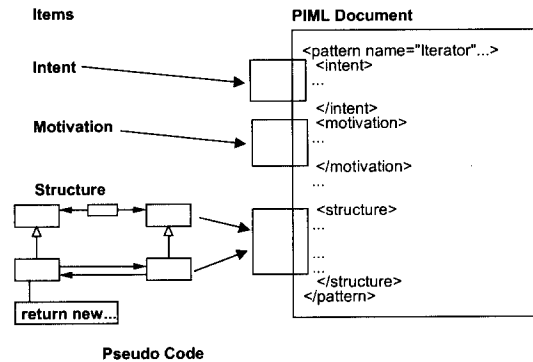 Items
PIML Document
<pattern name="Iterator"...>
Intent
<intent>
...
</intent>
Motivation
<motivation>
...
</motivation>
...
Structure
<structure>
...
...
...
</structure>
</pattern>
return new...
Pseudo Code